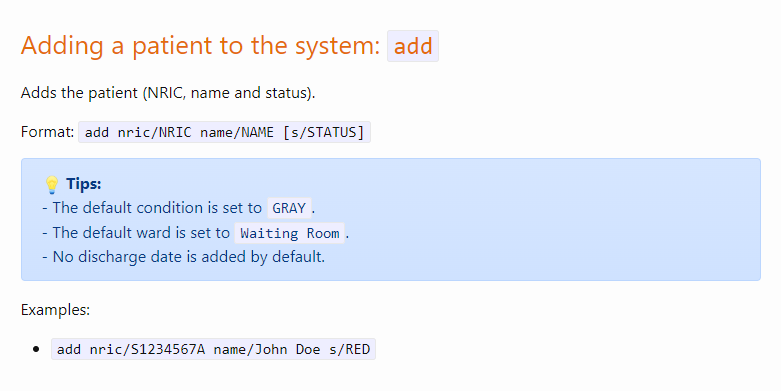 Adding a patient to the system: add
Adds the patient (NRIC, name and status).
Format: add nric/NRIC name/NAME [s/STATUS]
💡 Tips:
- The default condition is set to GRAY.
- The default ward is set to Waiting Room.
- No discharge date is added by default.
Examples:
• add nric/S1234567A name/John Doe s/RED